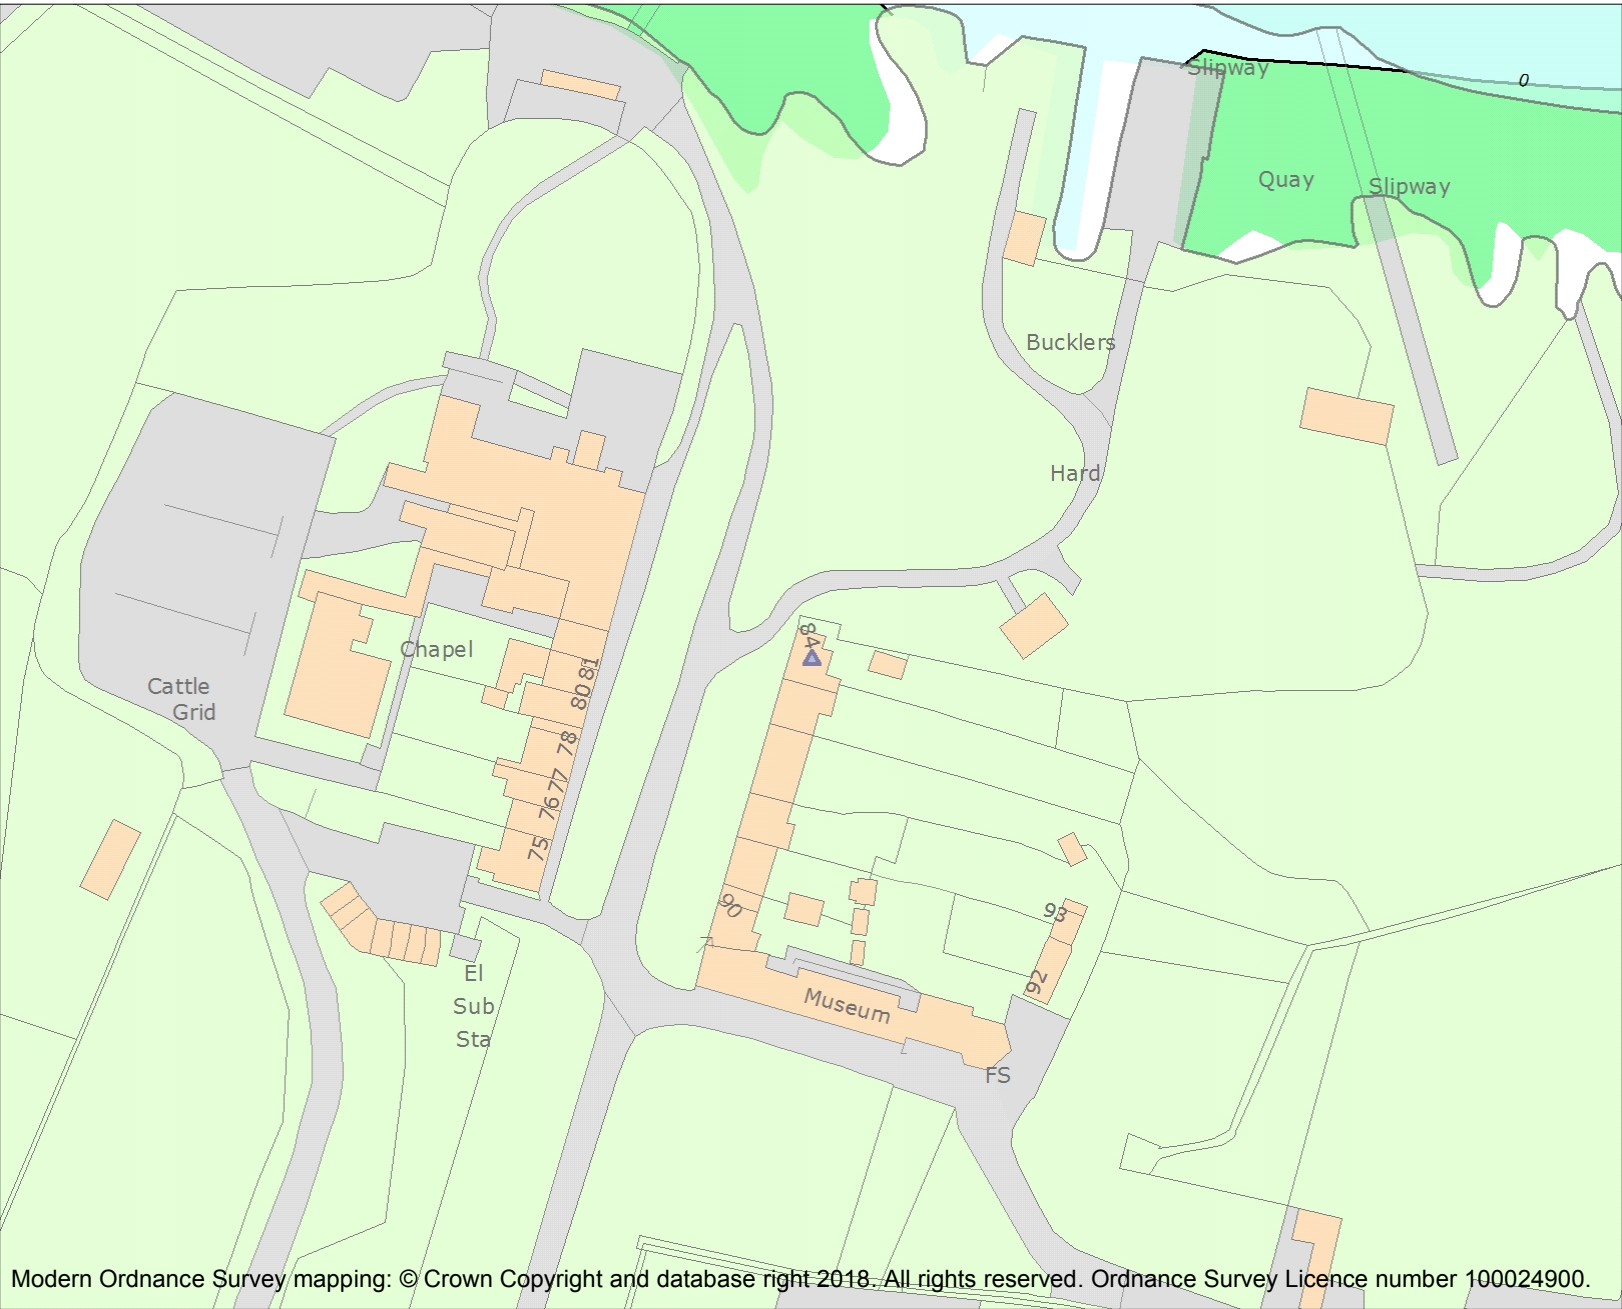 Slipway
0
Quay
Slipway
Bucklers
Hard
84
Chapel
81
80
Cattle
Grid
78
77
76
75
90
93
92
El
Sub
Sta
Museum
FS
Modern Ordnance Survey mapping: © Crown Copyright and database right 2018. All rights reserved. Ordnance Survey Licence number 100024900.